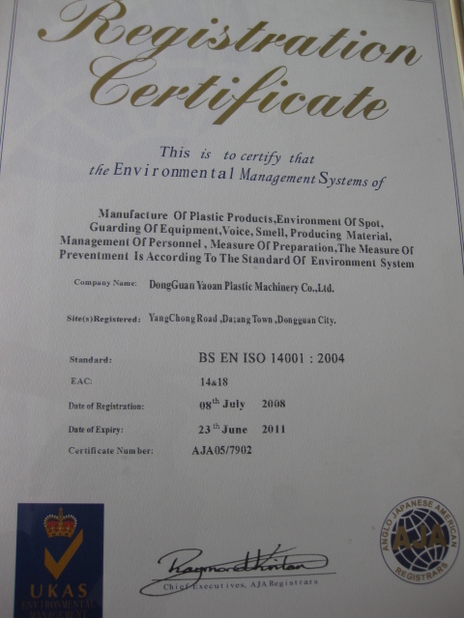 Registration
Certificate
This is to certify that
the Environmental Management Systems of
Manufacture Of Plastic Products,Environment Of Spot,
Guarding Of Equipment,Voice, Smell, Producing Material,
Management Of Personnel , Measure Of Preparation,The Measure Of
Preventment Is According To The Standard Of Environment System
Company Name: DongGuan Yaoan Plastic Machinery Co.,Ltd.
Site(s)Registered: YangChong Road ,Dalang Town ,Dongguan City.
Standard: BS EN ISO 14001 : 2004
EAC: 14&18
Date of Registration: 08th July 2008
Date of Expiry: 23th June 2011
Certificate Number: AJA05/7902
Chief Executives, AJA Registrars
UKAS
ENVIRONMENTAL
MANAGEMENT
ANGLO JAPANESE AMERICAN
AJA
REGISTRARS